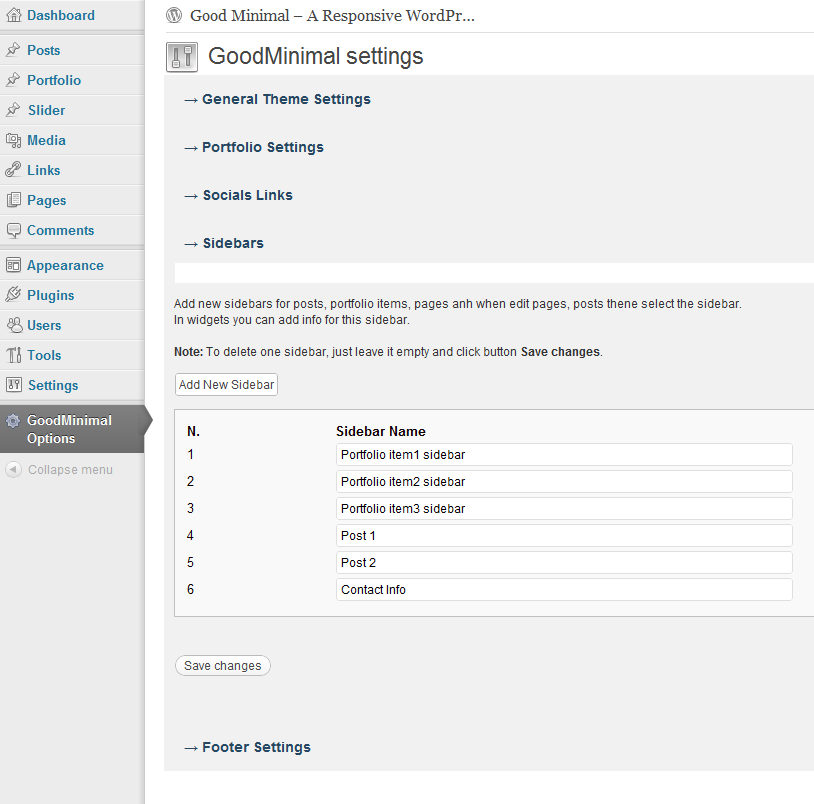 Dashboard
Posts
Portfolio
Slider
Media
Links
Pages
Comments
Appearance
Plugins
Users
Tools
Settings
GoodMinimal
Options
Collapse menu
Good Minimal – A Responsive WordPr...
GoodMinimal settings
→ General Theme Settings
→ Portfolio Settings
→ Socials Links
→ Sidebars
Add new sidebars for posts, portfolio items, pages anh when edit pages, posts thene select the sidebar.
In widgets you can add info for this sidebar.
Note: To delete one sidebar, just leave it empty and click button Save changes.
Add New Sidebar
N. Sidebar Name
1 Portfolio item1 sidebar
2 Portfolio item2 sidebar
3 Portfolio item3 sidebar
4 Post 1
5 Post 2
6 Contact Info
Save changes
→ Footer Settings